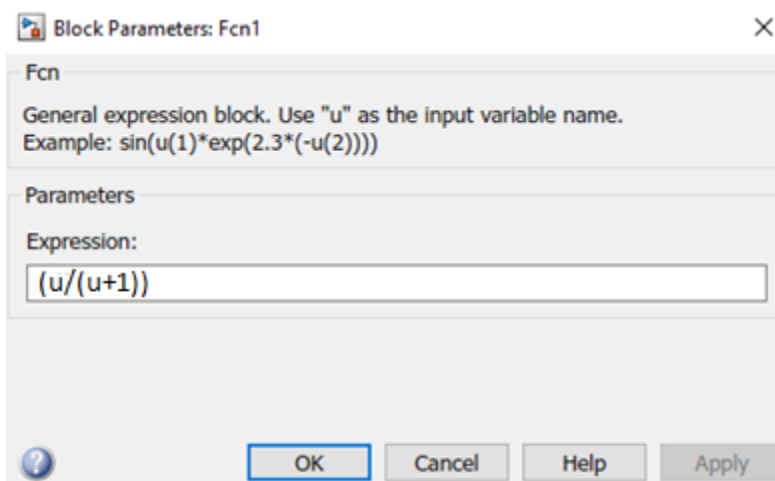 Block Parameters: Fcn1
Fcn
General expression block. Use "u" as the input variable name.
Example: sin(u(1)*exp(2.3*(-u(2))))
Parameters
Expression:
(u/(u+1))
OK Cancel Help Apply